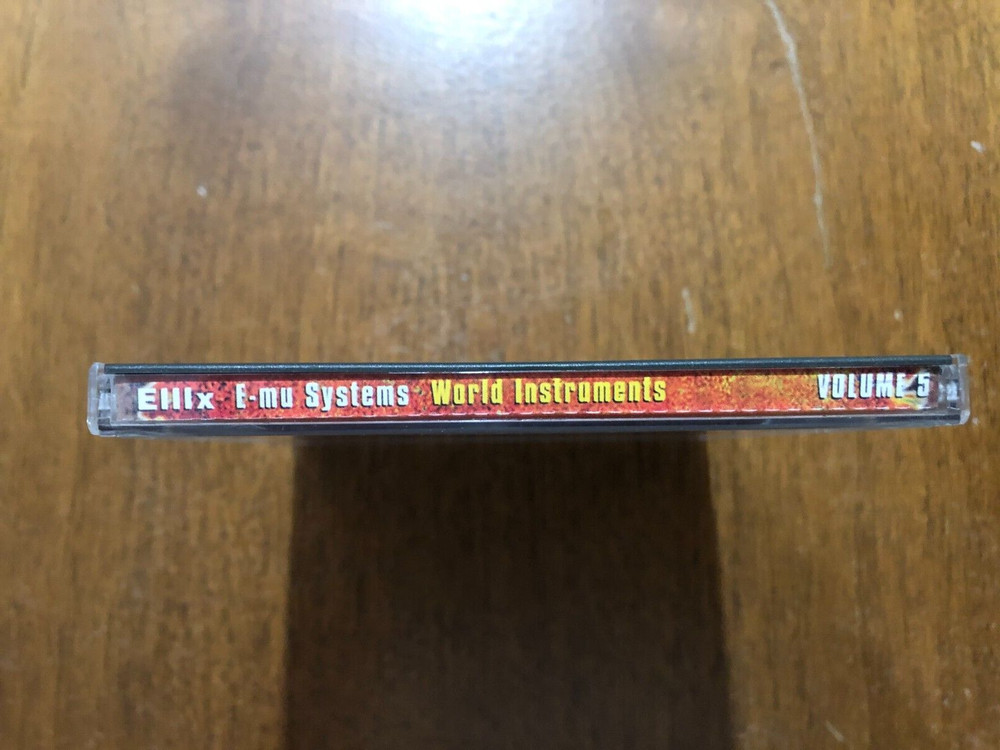 EIIIx E-mu Systems World Instruments VOLUME 5